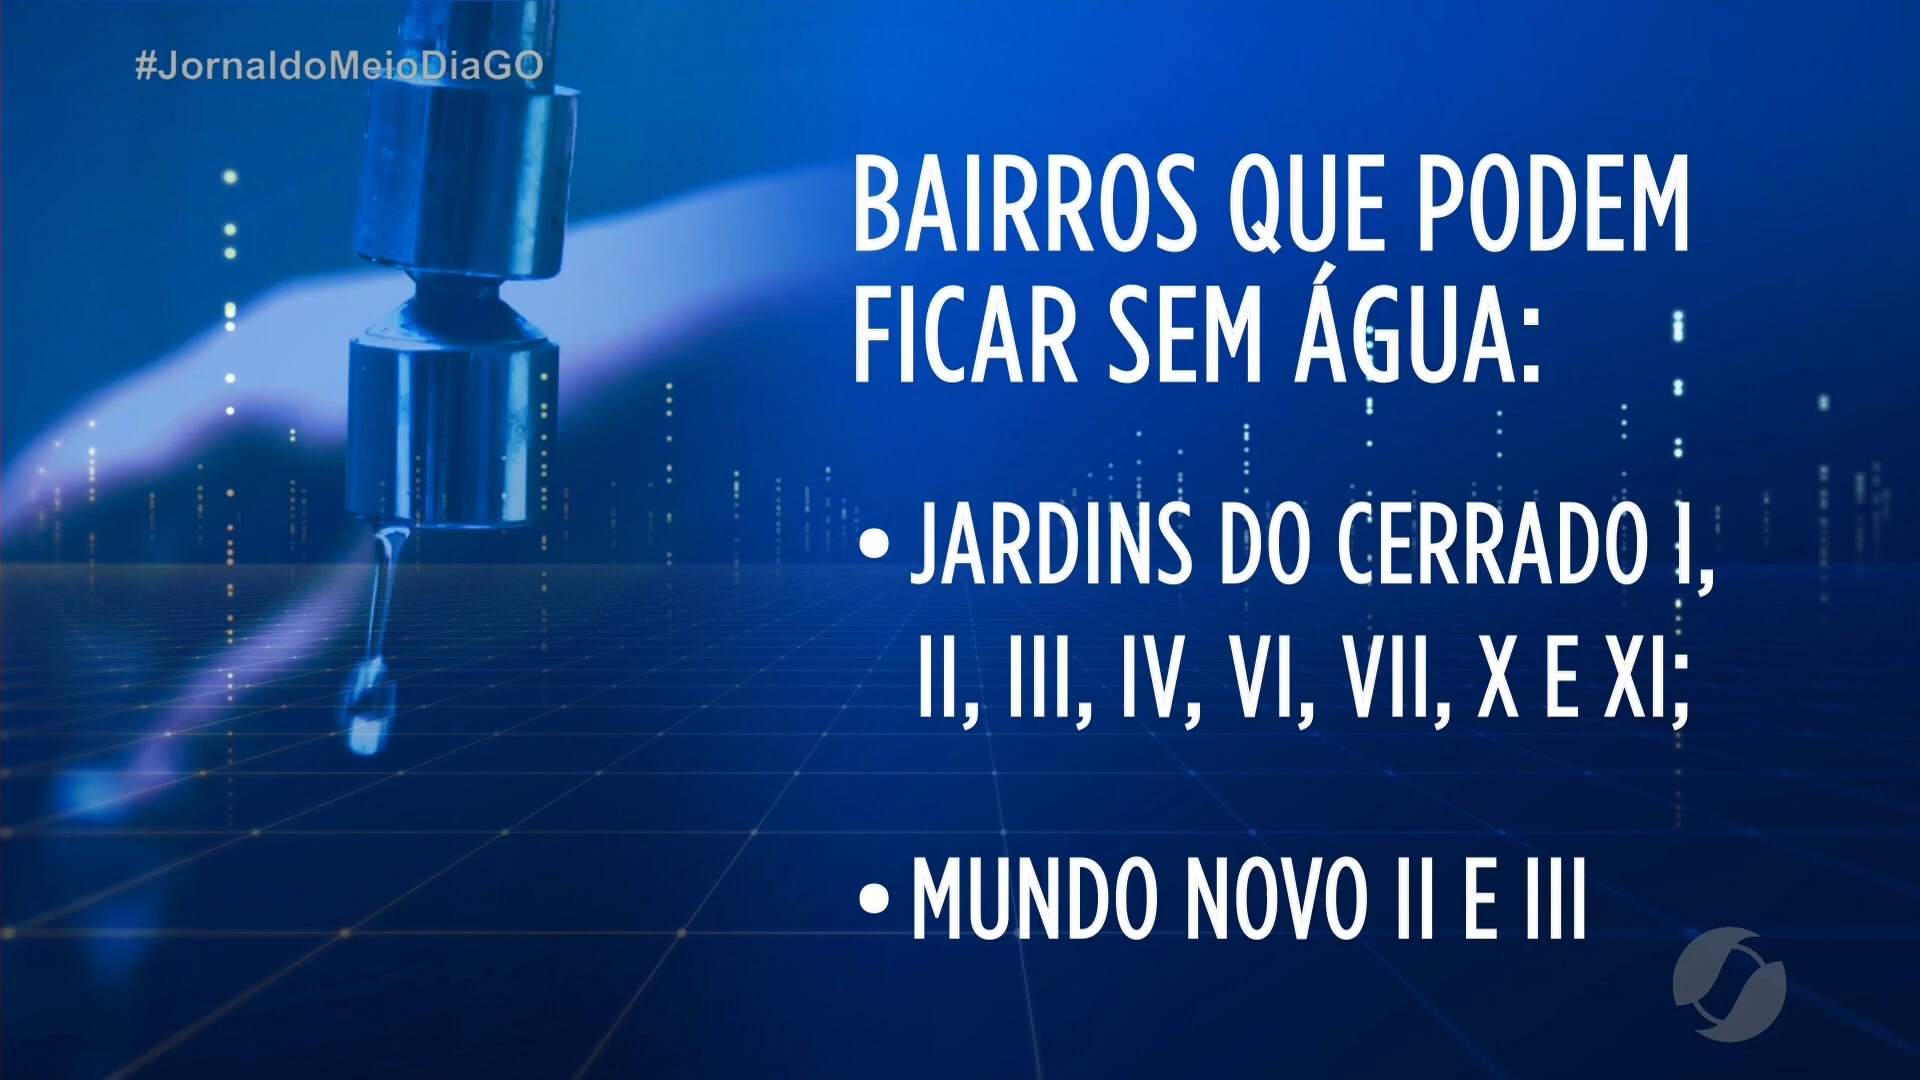 #JornaldoMeioDiaGO
BAIRROS QUE PODEM
FICAR SEM ÁGUA:
• JARDINS DO CERRADO I,
II, III, IV, VI, VII, X E XI;
• MUNDO NOVO II E III